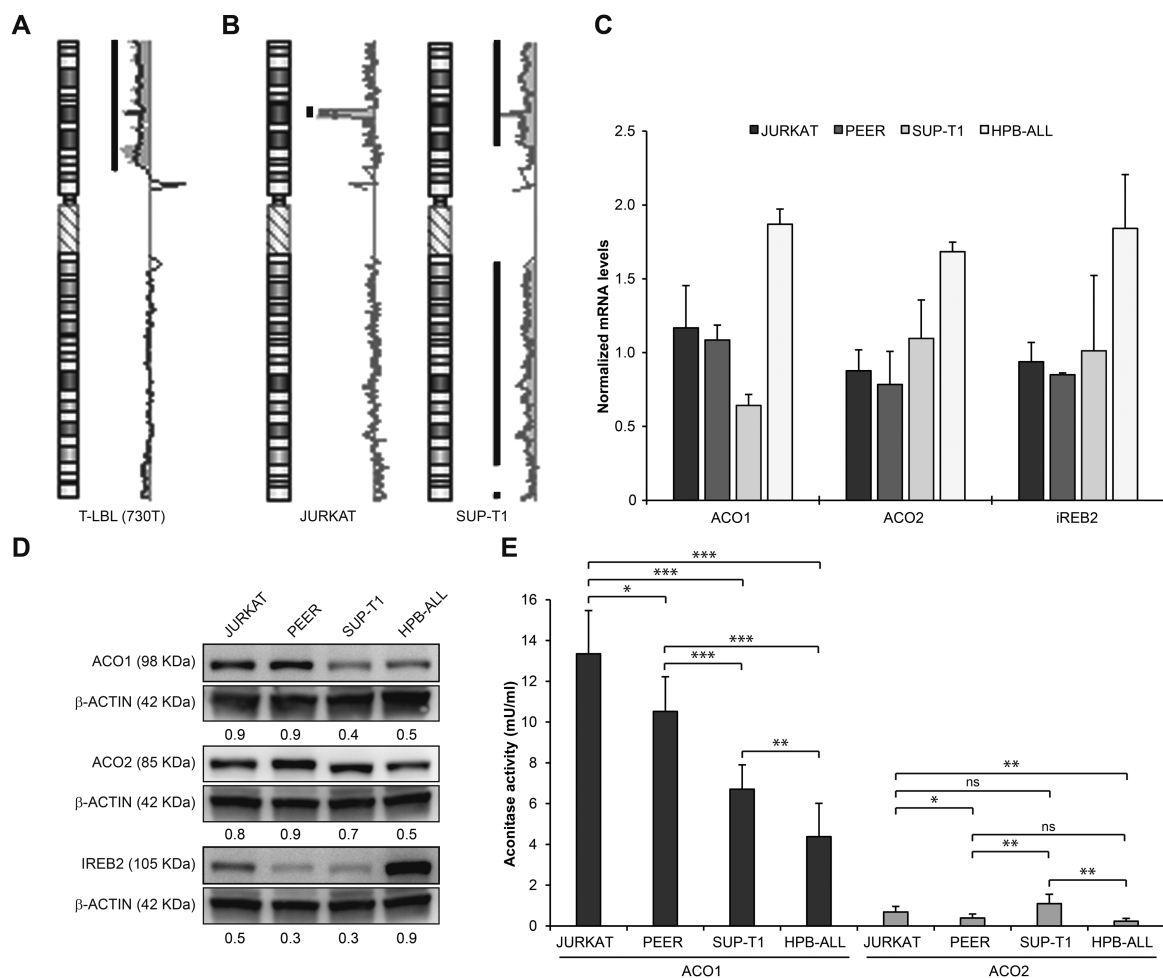 A
B
C
T-LBL (730T)
JURKAT
SUP-T1
JURKAT
PEER
SUP-T1
HPB-ALL
Normalized mRNA levels
2.5
2.0
1.5
1.0
0.5
0
ACO1
ACO2
iREB2
D
JURKAT
PEER
SUP-T1
HPB-ALL
ACO1 (98 KDa)
β-ACTIN (42 KDa)
0.9 0.9 0.4 0.5
ACO2 (85 KDa)
β-ACTIN (42 KDa)
0.8 0.9 0.7 0.5
IREB2 (105 KDa)
β-ACTIN (42 KDa)
0.5 0.3 0.3 0.9
E
Aconitase activity (mU/ml)
16
14
12
10
8
6
4
2
0
***
***
*
***
***
**
**
ns
*
ns
**
**
JURKAT PEER SUP-T1 HPB-ALL JURKAT PEER SUP-T1 HPB-ALL
ACO1 ACO2